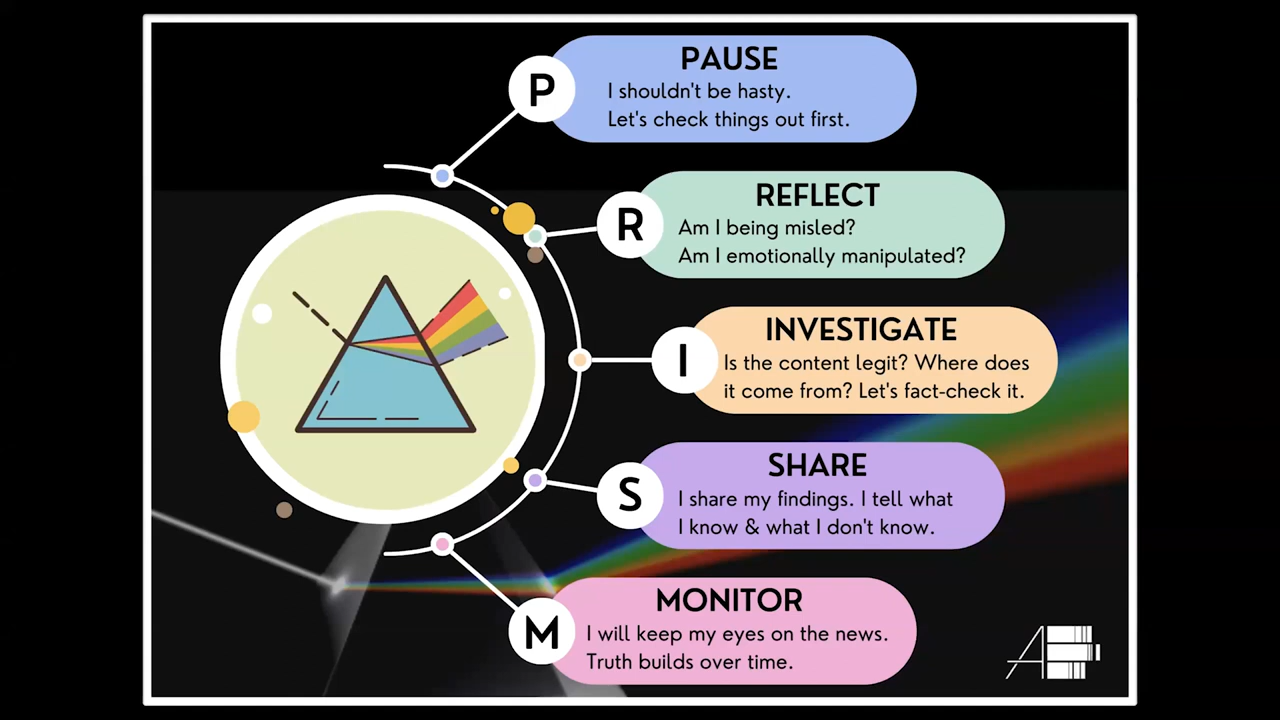 P
PAUSE
I shouldn't be hasty.
Let's check things out first.
R
REFLECT
Am I being misled?
Am I emotionally manipulated?
I
INVESTIGATE
Is the content legit? Where does
it come from? Let's fact-check it.
S
SHARE
I share my findings. I tell what
I know & what I don't know.
M
MONITOR
I will keep my eyes on the news.
Truth builds over time.